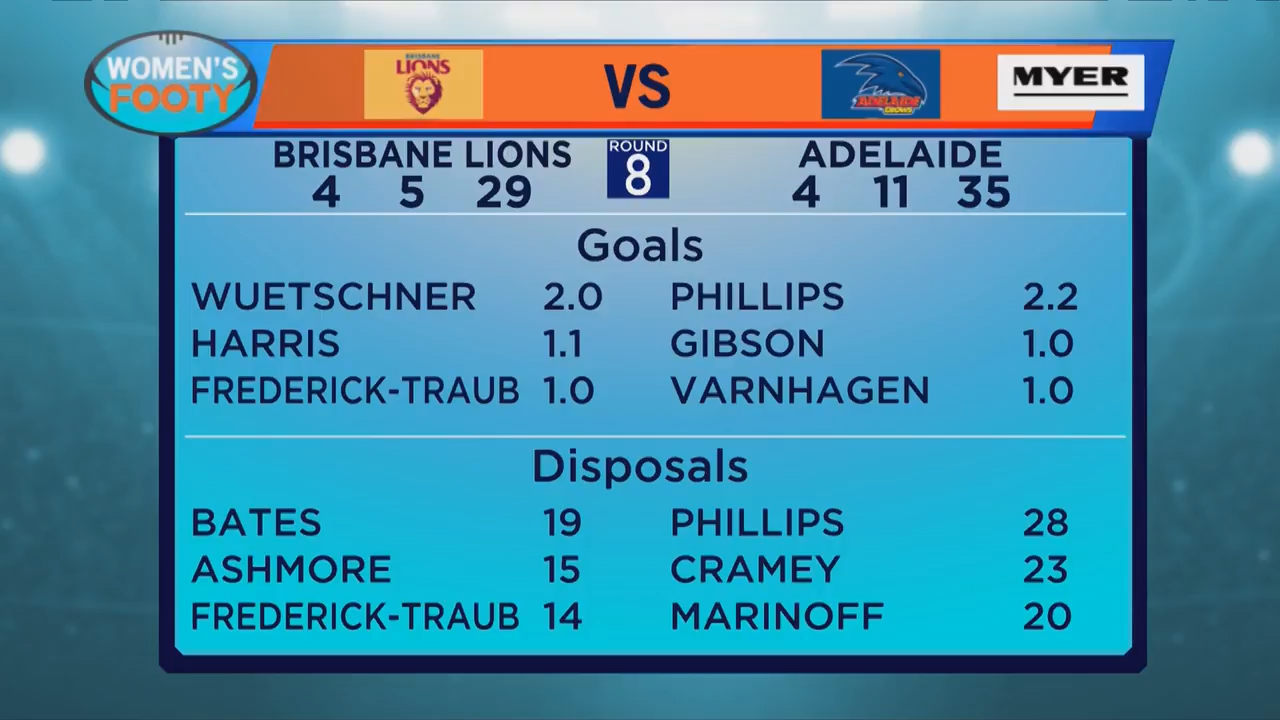 WOMEN'S
FOOTY
BRISBANE
LIONS
VS
ADELAIDE
CROWS
MYER
BRISBANE LIONS
4 5 29
ROUND
8
ADELAIDE
4 11 35
Goals
WUETSCHNER 2.0 PHILLIPS 2.2
HARRIS 1.1 GIBSON 1.0
FREDERICK-TRAUB 1.0 VARNHAGEN 1.0
Disposals
BATES 19 PHILLIPS 28
ASHMORE 15 CRAMEY 23
FREDERICK-TRAUB 14 MARINOFF 20